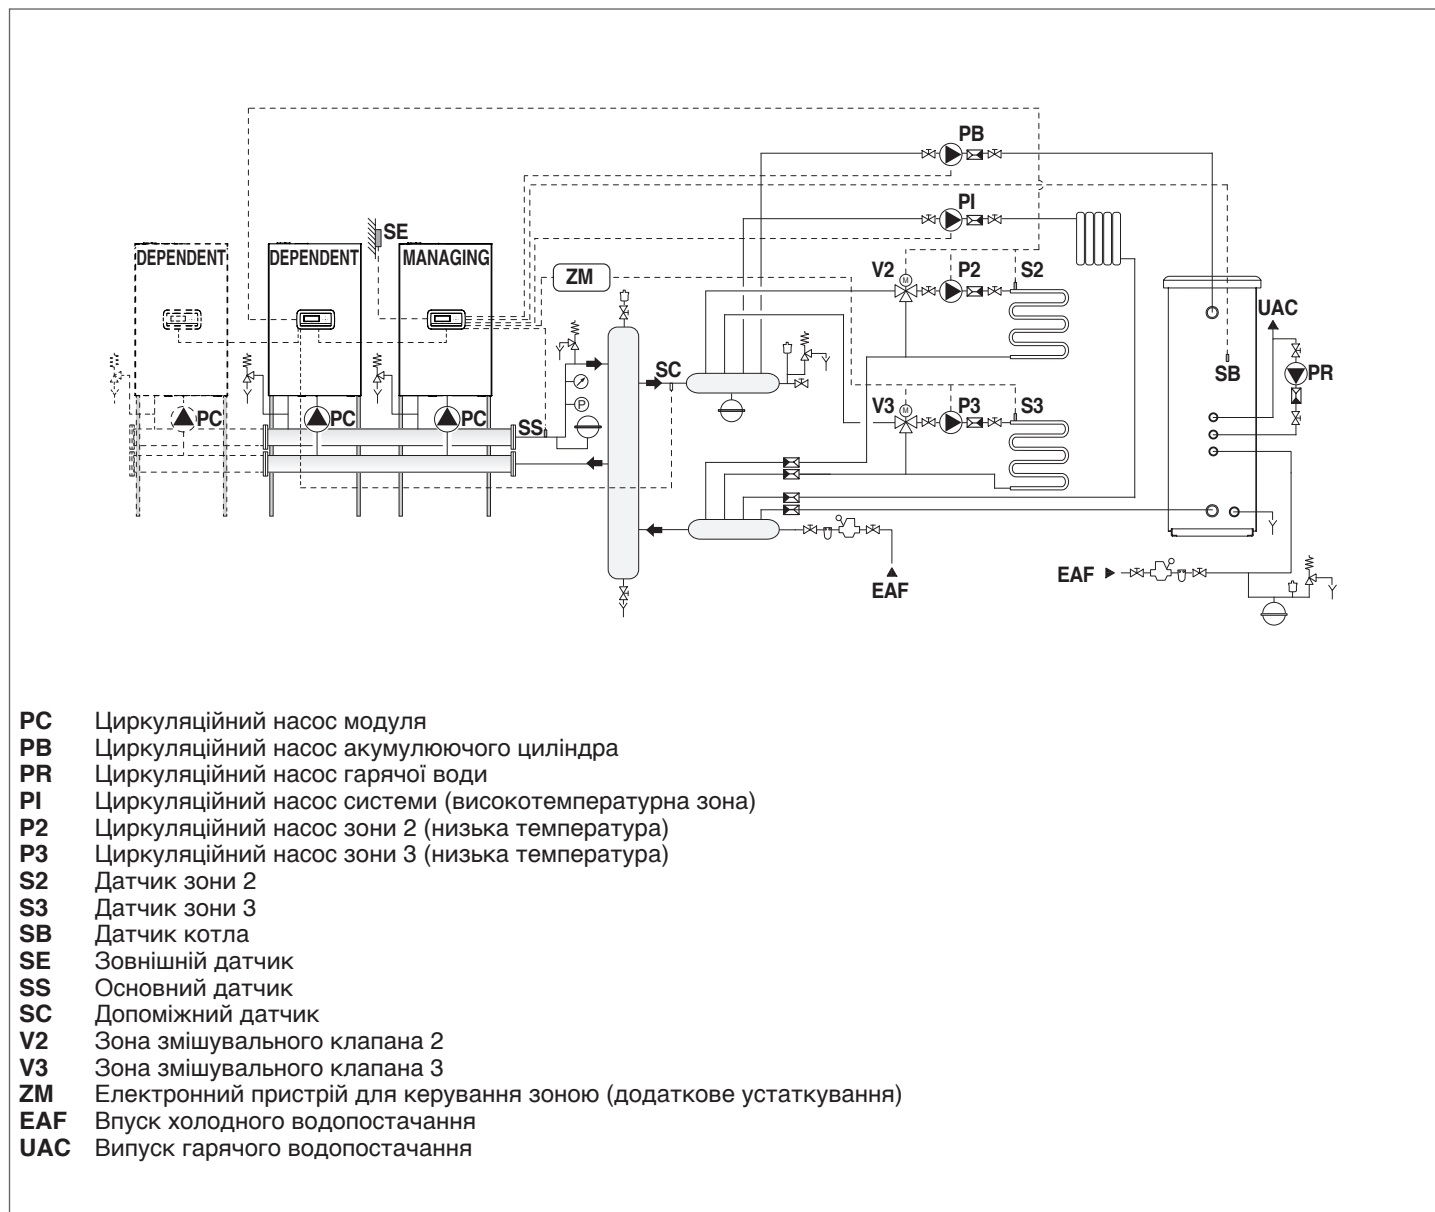 PB
PI
SE
DEPENDENT DEPENDENT MANAGING
ZM
V2 P2 S2
UAC
SC
SB PR
PC PC PC
SS
V3 P3 S3
M
M
P
EAF
EAF
PC Циркуляційний насос модуля
PB Циркуляційний насос акумулюючого циліндра
PR Циркуляційний насос гарячої води
PI Циркуляційний насос системи (високотемпературна зона)
P2 Циркуляційний насос зони 2 (низька температура)
P3 Циркуляційний насос зони 3 (низька температура)
S2 Датчик зони 2
S3 Датчик зони 3
SB Датчик котла
SE Зовнішній датчик
SS Основний датчик
SC Допоміжний датчик
V2 Зона змішувального клапана 2
V3 Зона змішувального клапана 3
ZM Електронний пристрій для керування зоною (додаткове устаткування)
EAF Впуск холодного водопостачання
UAC Випуск гарячого водопостачання